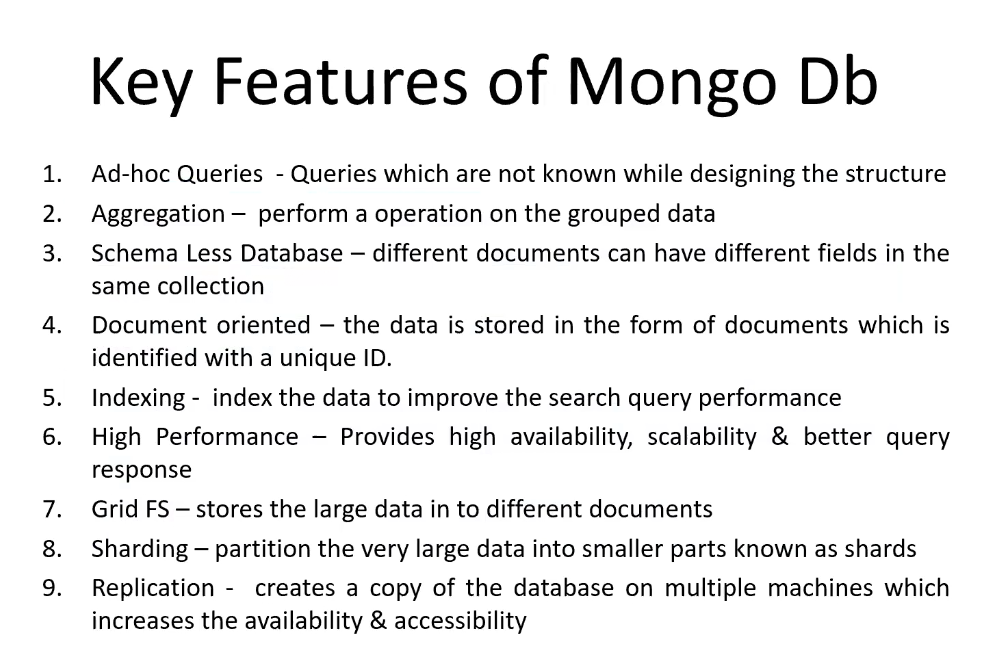 Key Features of Mongo Db
1. Ad-hoc Queries - Queries which are not known while designing the structure
2. Aggregation – perform a operation on the grouped data
3. Schema Less Database – different documents can have different fields in the
same collection
4. Document oriented – the data is stored in the form of documents which is
identified with a unique ID.
5. Indexing - index the data to improve the search query performance
6. High Performance – Provides high availability, scalability & better query
response
7. Grid FS – stores the large data in to different documents
8. Sharding – partition the very large data into smaller parts known as shards
9. Replication - creates a copy of the database on multiple machines which
increases the availability & accessibility